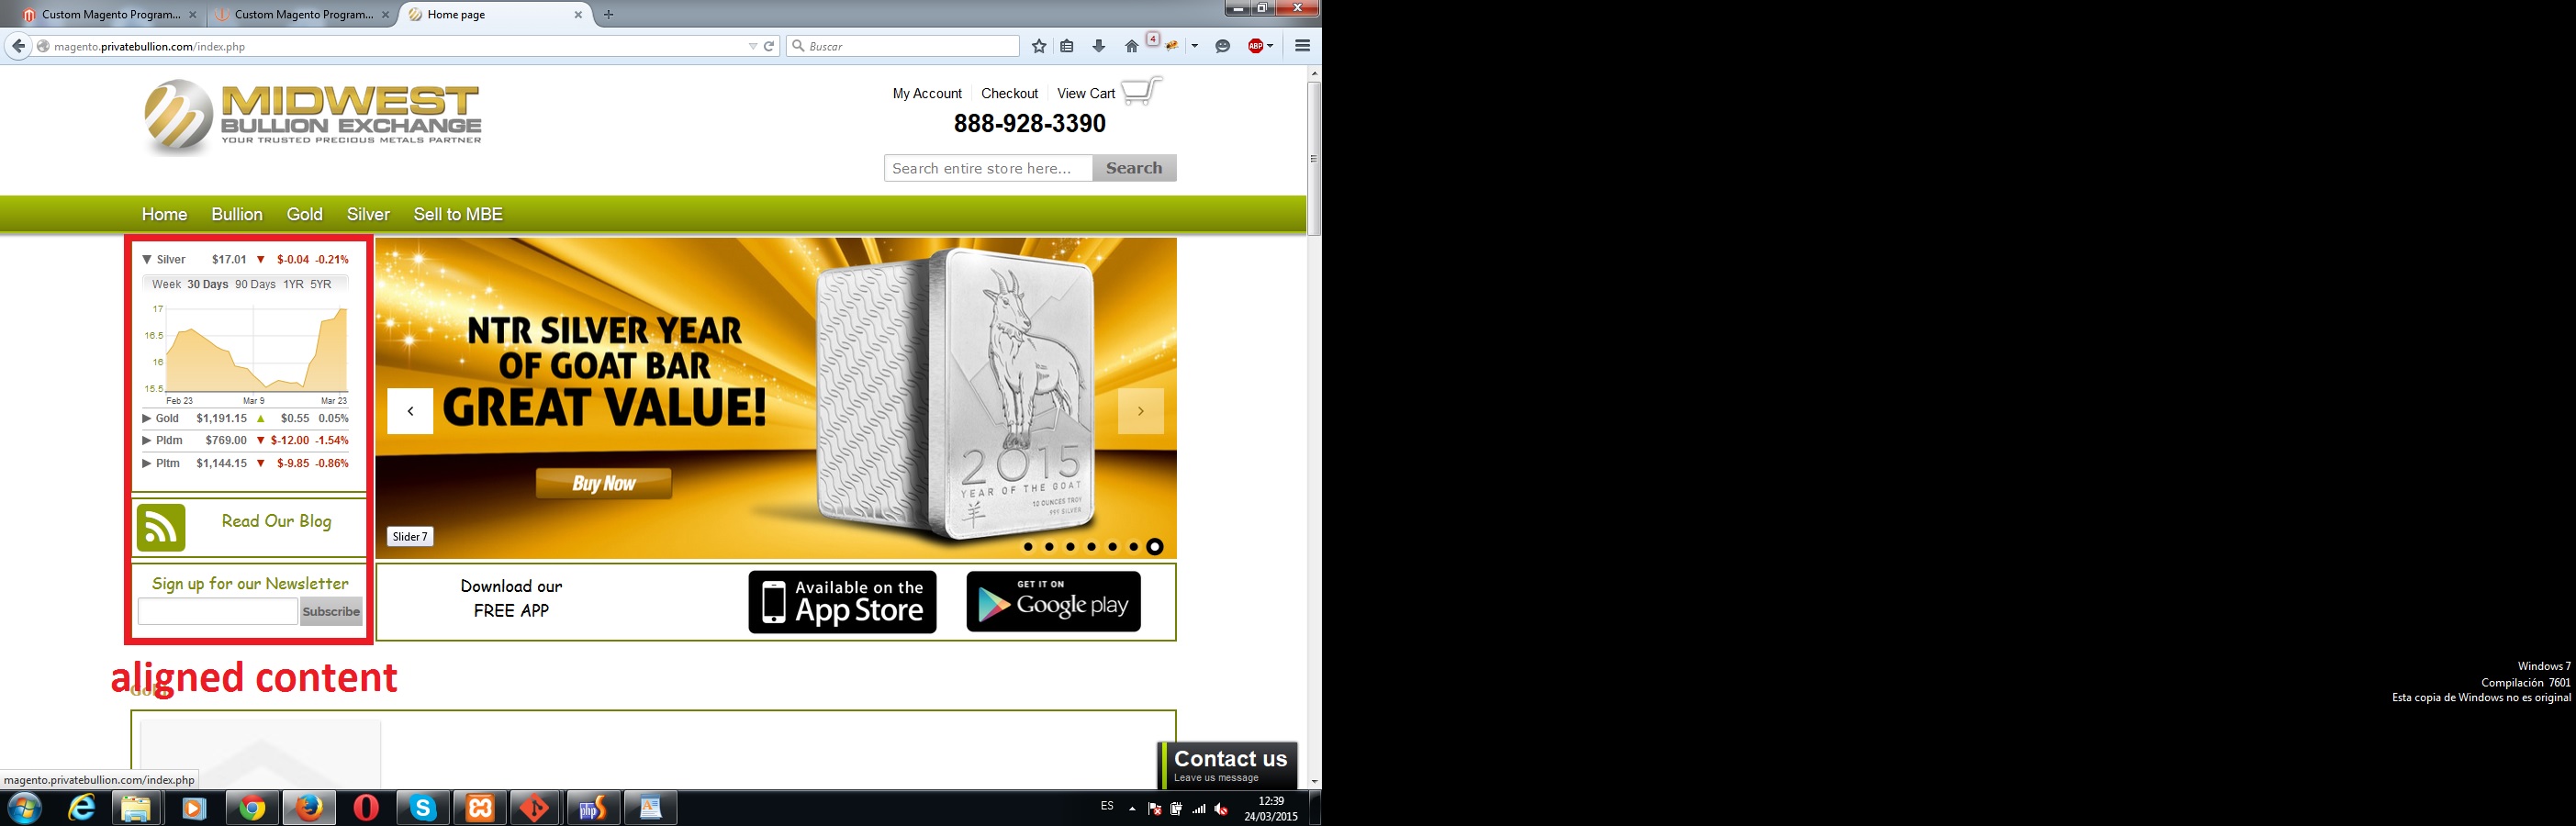 Custom Magento Program...
Custom Magento Program...
Home page
magento.privatebullion.com/index.php
Buscar
4
ABP
MIDWEST
BULLION EXCHANGE
YOUR TRUSTED PRECIOUS METALS PARTNER
My Account
Checkout
View Cart
888-928-3390
Search entire store here...
Search
Home
Bullion
Gold
Silver
Sell to MBE
▼ Silver $17.01 ▼ $-0.04 -0.21%
Week 30 Days 90 Days 1YR 5YR
17
16.5
16
15.5
Feb 23 Mar 9 Mar 23
▶ Gold $1,191.15 ▲ $0.55 0.05%
▶ Pldm $769.00 ▼ $-12.00 -1.54%
▶ Pltm $1,144.15 ▼ $-9.85 -0.86%
Read Our Blog
Sign up for our Newsletter
Subscribe
NTR SILVER YEAR
OF GOAT BAR
GREAT VALUE!
Buy Now
2015
YEAR OF THE GOAT
羊
10 OUNCES TROY
999 SILVER
Slider 7
Download our
FREE APP
Available on the
App Store
GET IT ON
Google play
aligned content
Contact us
Leave us message
magento.privatebullion.com/index.php
php
ES
12:39
24/03/2015
Windows 7
Compilación 7601
Esta copia de Windows no es original